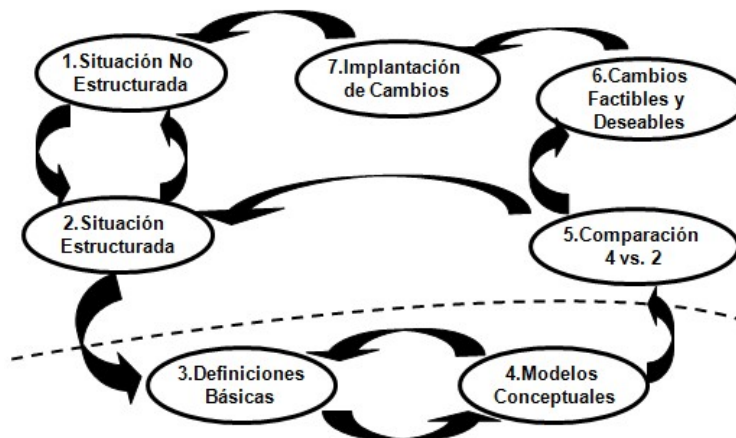 1.Situación No
Estructurada
7.Implantación
de Cambios
6.Cambios
Factibles y
Deseables
2.Situación
Estructurada
5.Comparación
4 vs. 2
3.Definiciones
Básicas
4.Modelos
Conceptuales